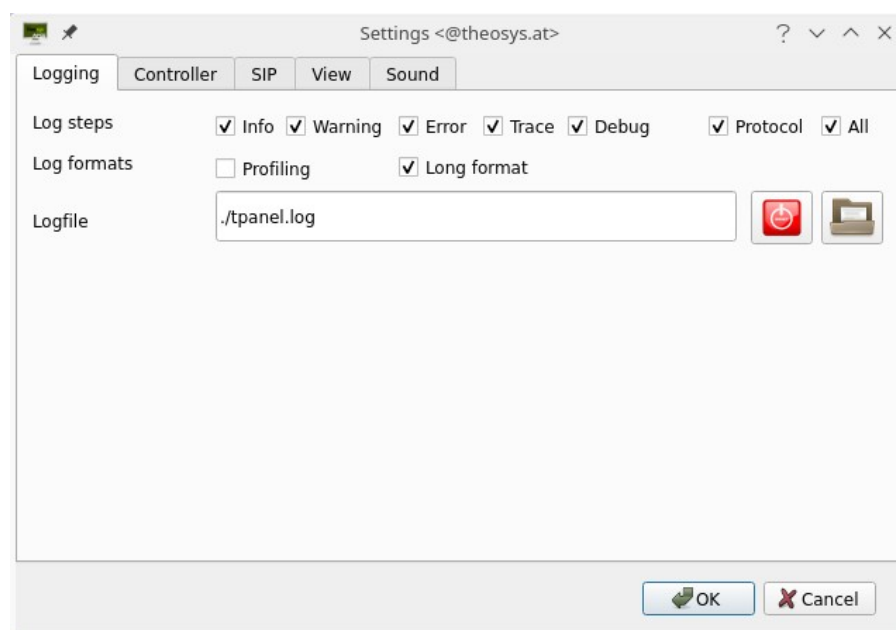 Settings <@theosys.at>
Logging Controller SIP View Sound
Log steps Info Warning Error Trace Debug Protocol All
Log formats Profiling Long format
Logfile ./tpanel.log
OK Cancel